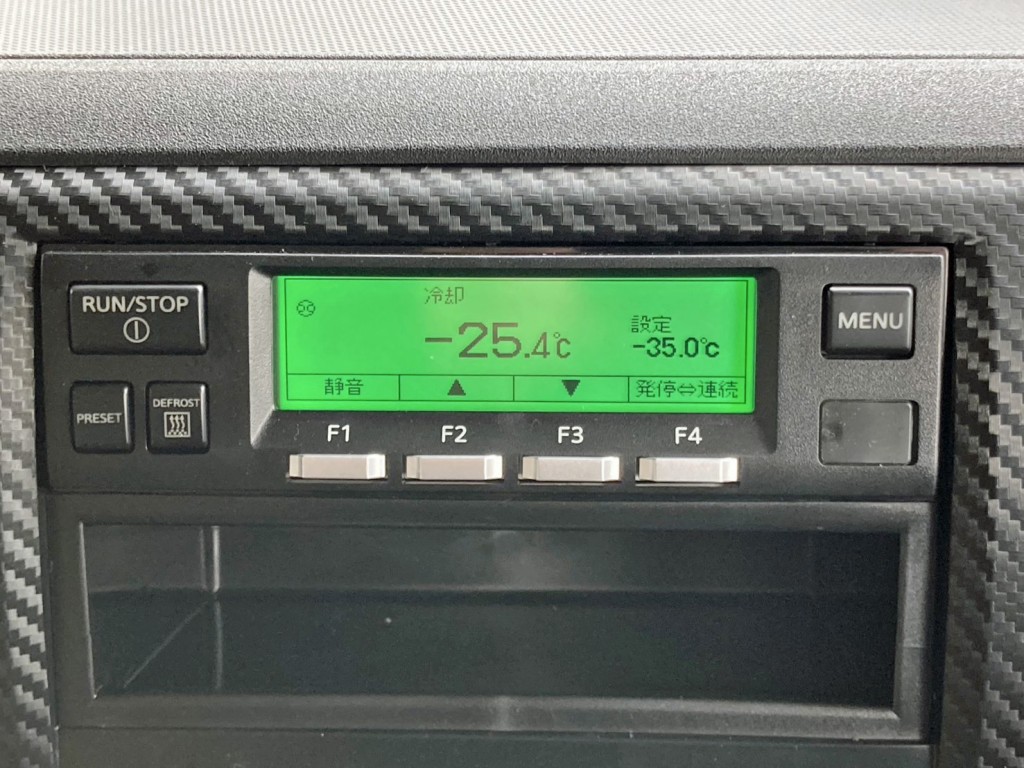 RUN/STOP
PRESET
DEFROST
冷却
-25.4℃
設定
-35.0℃
静音 ▲ ▼ 発停⇔連続
F1 F2 F3 F4
MENU